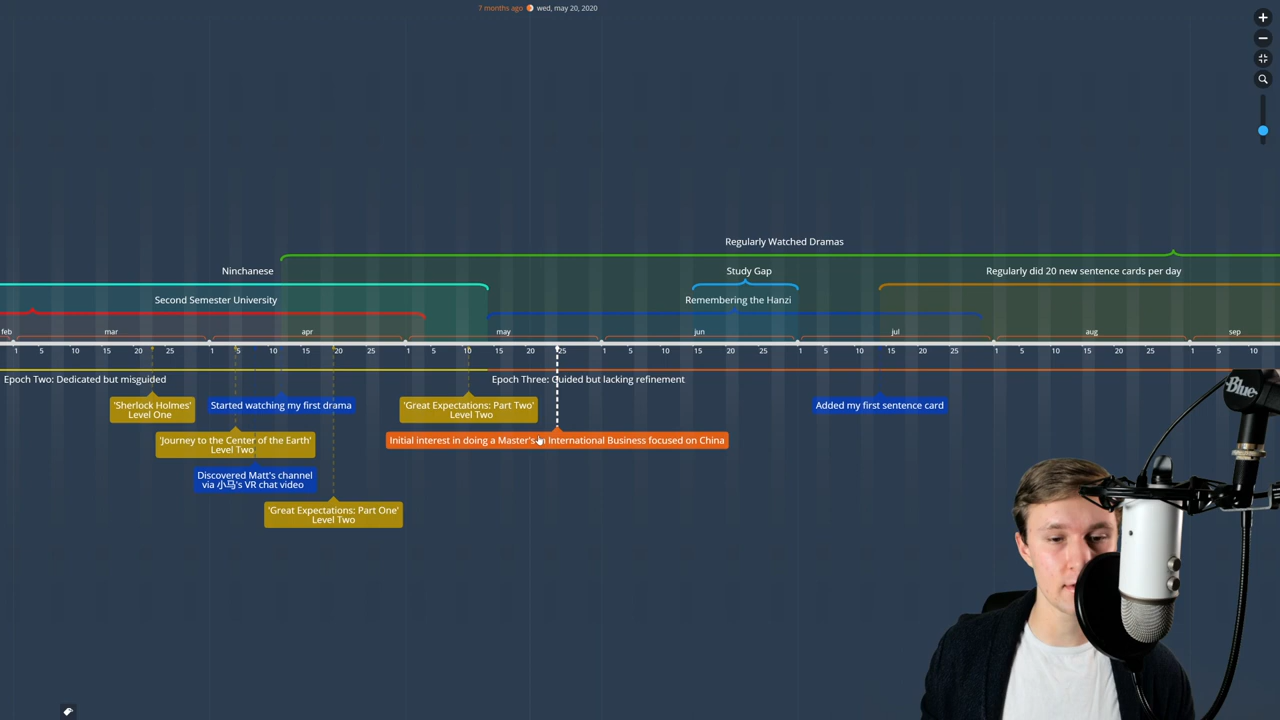 7 months ago wed, may 20, 2020
Regularly Watched Dramas
Ninchanese
Study Gap
Regularly did 20 new sentence cards per day
Second Semester University
Remembering the Hanzi
feb mar apr may jun jul aug sep
1 5 10 15 20 25 1 5 10 15 20 25 1 5 10 15 20 25 1 5 10 15 20 25 1 5 10 15 20 25 1 5 10 15 20 25 1 5 10
Epoch Two: Dedicated but misguided
Epoch Three: Guided but lacking refinement
'Sherlock Holmes'
Level One
Started watching my first drama
'Great Expectations: Part Two'
Level Two
Added my first sentence card
'Journey to the Center of the Earth'
Level Two
Initial interest in doing a Master's in International Business focused on China
Discovered Matt's channel
via 小马's VR chat video
'Great Expectations: Part One'
Level Two
Blue